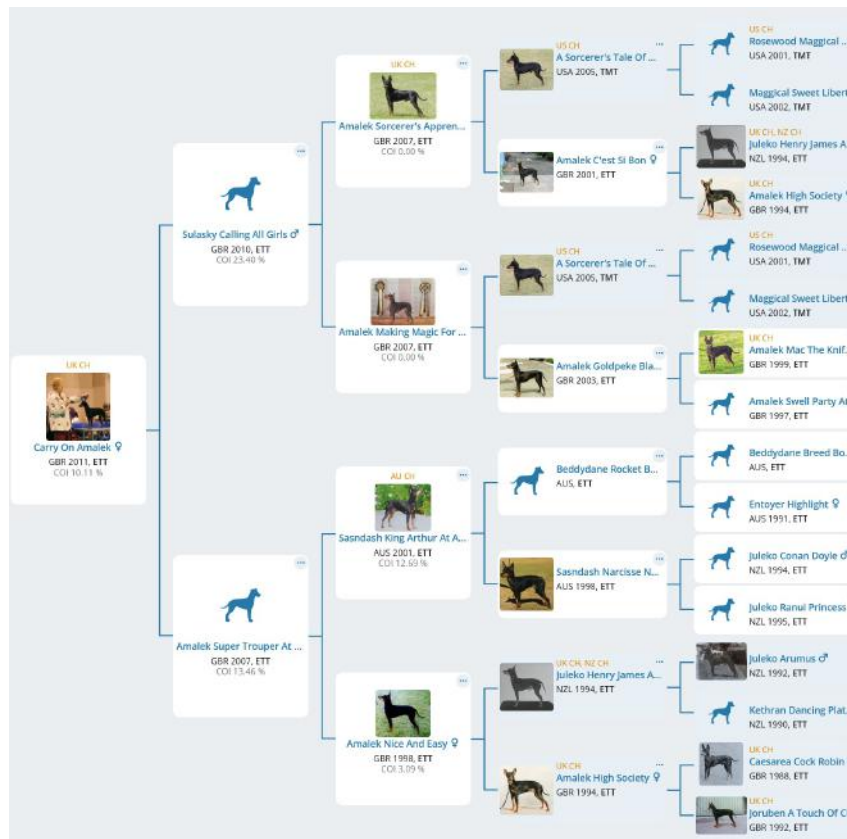 UK CH
Carry On Amalek ♀
GBR 2011, ETT
COI 10.11 %
Sulasky Calling All Girls ♂
GBR 2010, ETT
COI 23.40 %
Amalek Super Trouper At ...
GBR 2007, ETT
COI 13.46 %
UK CH
Amalek Sorcerer's Appren...
GBR 2007, ETT
COI 0.00 %
Amalek Making Magic For ...
GBR 2007, ETT
COI 0.00 %
AU CH
Sasndash King Arthur At A...
AUS 2001, ETT
COI 12.69 %
Amalek Nice And Easy ♀
GBR 1998, ETT
COI 3.09 %
US CH
A Sorcerer's Tale Of ...
USA 2005, TMT
Amalek C'est Si Bon ♀
GBR 2001, ETT
US CH
A Sorcerer's Tale Of ...
USA 2005, TMT
Amalek Goldpeke Bla...
GBR 2003, ETT
Beddydane Rocket B...
AUS, ETT
Sasndash Narcisse N...
AUS 1998, ETT
UK CH, NZ CH
Juleko Henry James A...
NZL 1994, ETT
Amalek High Society ♀
GBR 1994, ETT
US CH
Rosewood Maggical ...
USA 2001, TMT
Maggical Sweet Libert
USA 2002, TMT
UK CH, NZ CH
Juleko Henry James A
NZL 1994, ETT
UK CH
Amalek High Society
GBR 1994, ETT
US CH
Rosewood Maggical ...
USA 2001, TMT
Maggical Sweet Libert
USA 2002, TMT
UK CH
Amalek Mac The Knif.
GBR 1999, ETT
Amalek Swell Party At
GBR 1997, ETT
Beddydane Breed Bo.
AUS, ETT
Entoyer Highlight ♀
AUS 1991, ETT
Juleko Conan Doyle ♂
NZL 1994, ETT
Juleko Ranui Princess
NZL 1995, ETT
Juleko Arumus ♂
NZL 1992, ETT
Kethran Dancing Plat.
NZL 1990, ETT
UK CH
Caesarea Cock Robin
GBR 1988, ETT
UK CH
Joruben A Touch Of C
GBR 1992, ETT